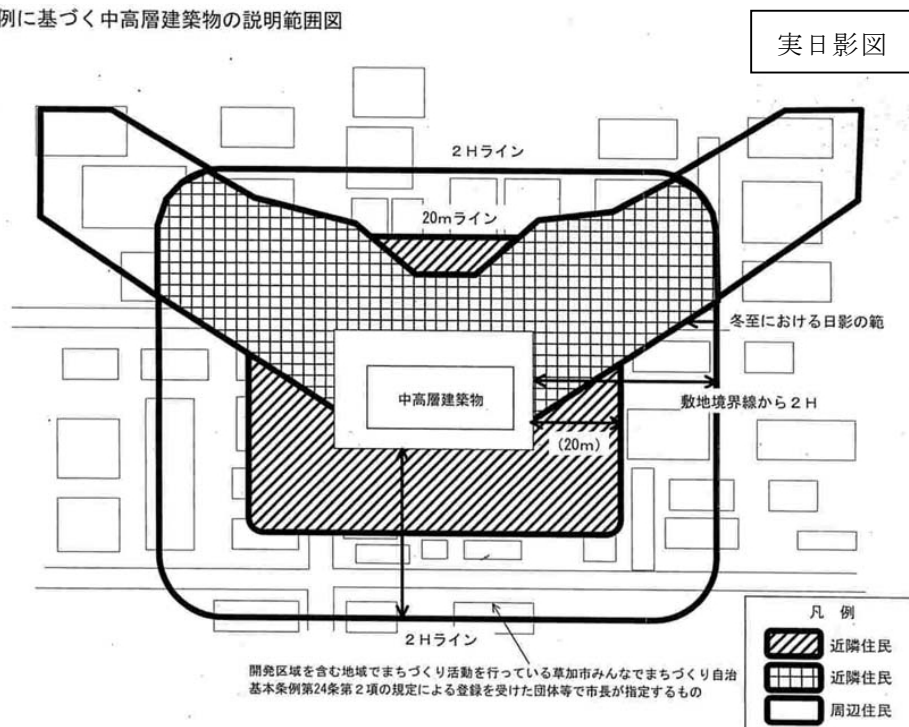 例に基づく中高層建築物の説明範囲図
実日影図
2Hライン
20mライン
冬至における日影の範
中高層建築物
敷地境界線から2H
(20m)
2Hライン
開発区域を含む地域でまちづくり活動を行っている草加市みんなでまちづくり自治
基本条例第24条第2項の規定による登録を受けた団体等で市長が指定するもの
凡 例
近隣住民
近隣住民
周辺住民